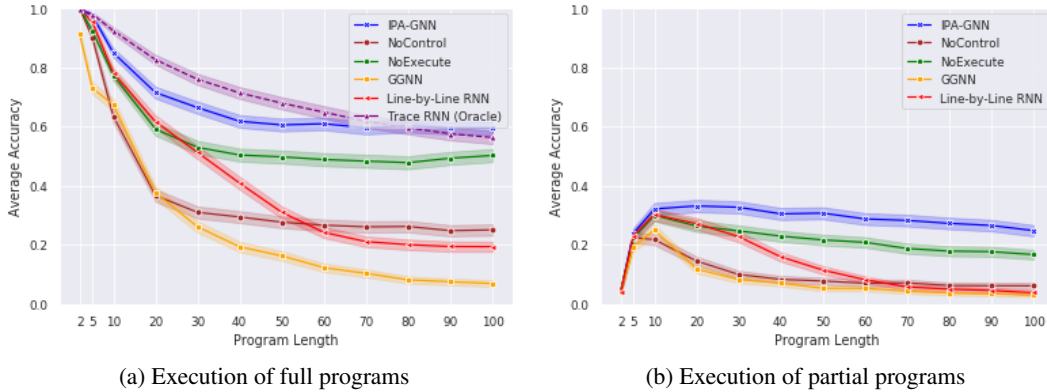 1.0
0.8
0.6
0.4
0.2
0.0
Average Accuracy
2 5 10 20 30 40 50 60 70 80 90 100
Program Length
IPA-GNN
NoControl
NoExecute
GGNN
Line-by-Line RNN
Trace RNN (Oracle)
(a) Execution of full programs
1.0
0.8
0.6
0.4
0.2
0.0
Average Accuracy
2 5 10 20 30 40 50 60 70 80 90 100
Program Length
IPA-GNN
NoControl
NoExecute
GGNN
Line-by-Line RNN
(b) Execution of partial programs